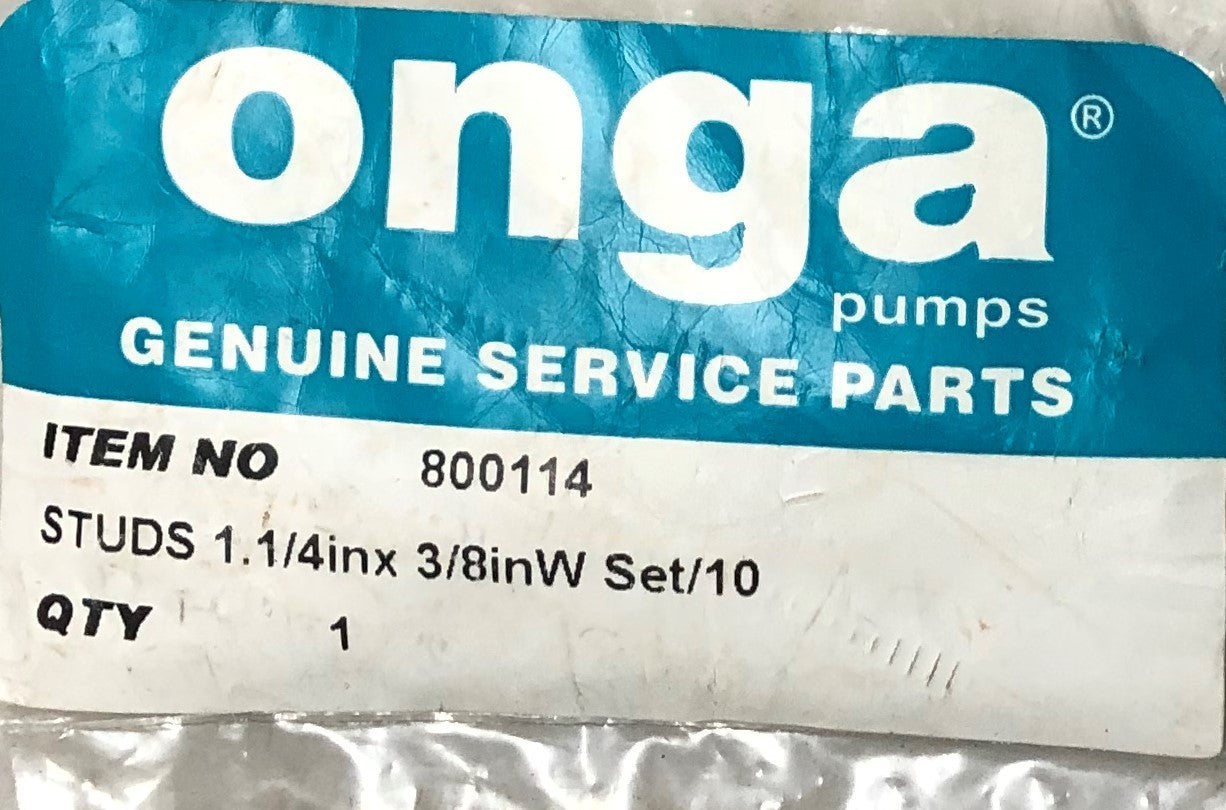 onga®
pumps
GENUINE SERVICE PARTS
ITEM NO 800114
STUDS 1.1/4inx 3/8inW Set/10
QTY 1